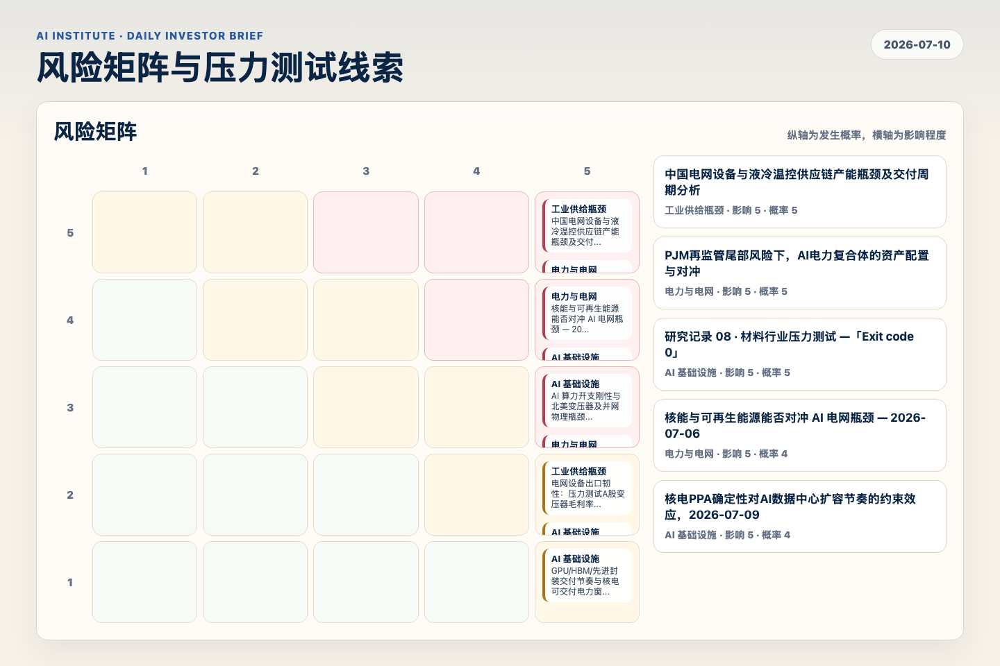 AI INSTITUTE · DAILY INVESTOR BRIEF
风险矩阵与压力测试线索
2026-07-10
风险矩阵
纵轴为发生概率，横轴为影响程度
1
2
3
4
5
5
工业供给瓶颈
中国电网设备与液
冷温控供应链产能
瓶颈及交付...
电力与电网
4
电力与电网
核能与可再生能源
能否对冲 AI 电网瓶
颈 — 20...
AI 基础设施
3
AI 基础设施
AI 算力开支刚性与
北美变压器及并网
物理瓶颈...
电力与电网
2
工业供给瓶颈
电网设备出口韧
性：压力测试A股变
压器毛利率...
AI 基础设施
1
AI 基础设施
GPU/HBM/先进封
装交付节奏与核电
可交付电力窗...
中国电网设备与液冷温控供应链产能瓶颈及交付周
期分析
工业供给瓶颈 · 影响 5 · 概率 5
PJM再监管尾部风险下，AI电力复合体的资产配置
与对冲
电力与电网 · 影响 5 · 概率 5
研究记录 08 · 材料行业压力测试 —「Exit code
0」
AI 基础设施 · 影响 5 · 概率 5
核能与可再生能源能否对冲 AI 电网瓶颈 — 2026-
07-06
电力与电网 · 影响 5 · 概率 4
核电PPA确定性对AI数据中心扩容节奏的约束效
应，2026-07-09
AI 基础设施 · 影响 5 · 概率 4